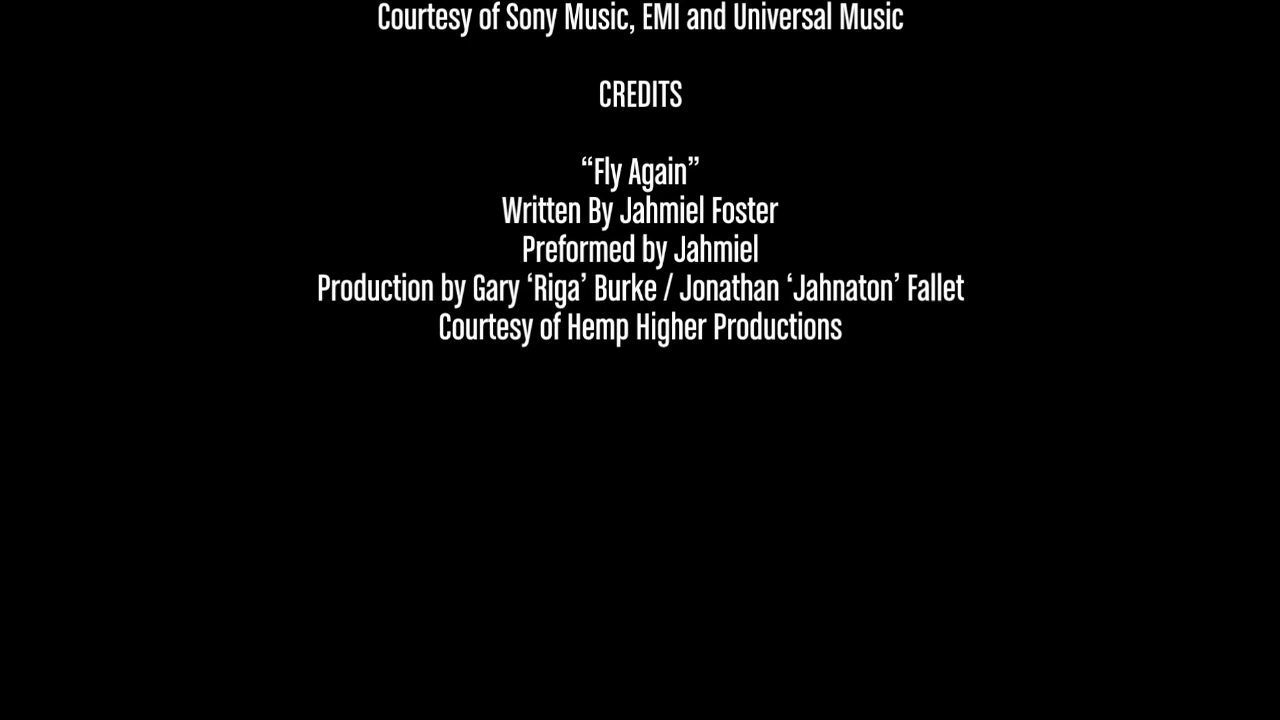 Courtesy of Sony Music, EMI and Universal Music
CREDITS
“Fly Again”
Written By Jahmiel Foster
Preformed by Jahmiel
Production by Gary ‘Riga’ Burke / Jonathan ‘Jahnaton’ Fallet
Courtesy of Hemp Higher Productions